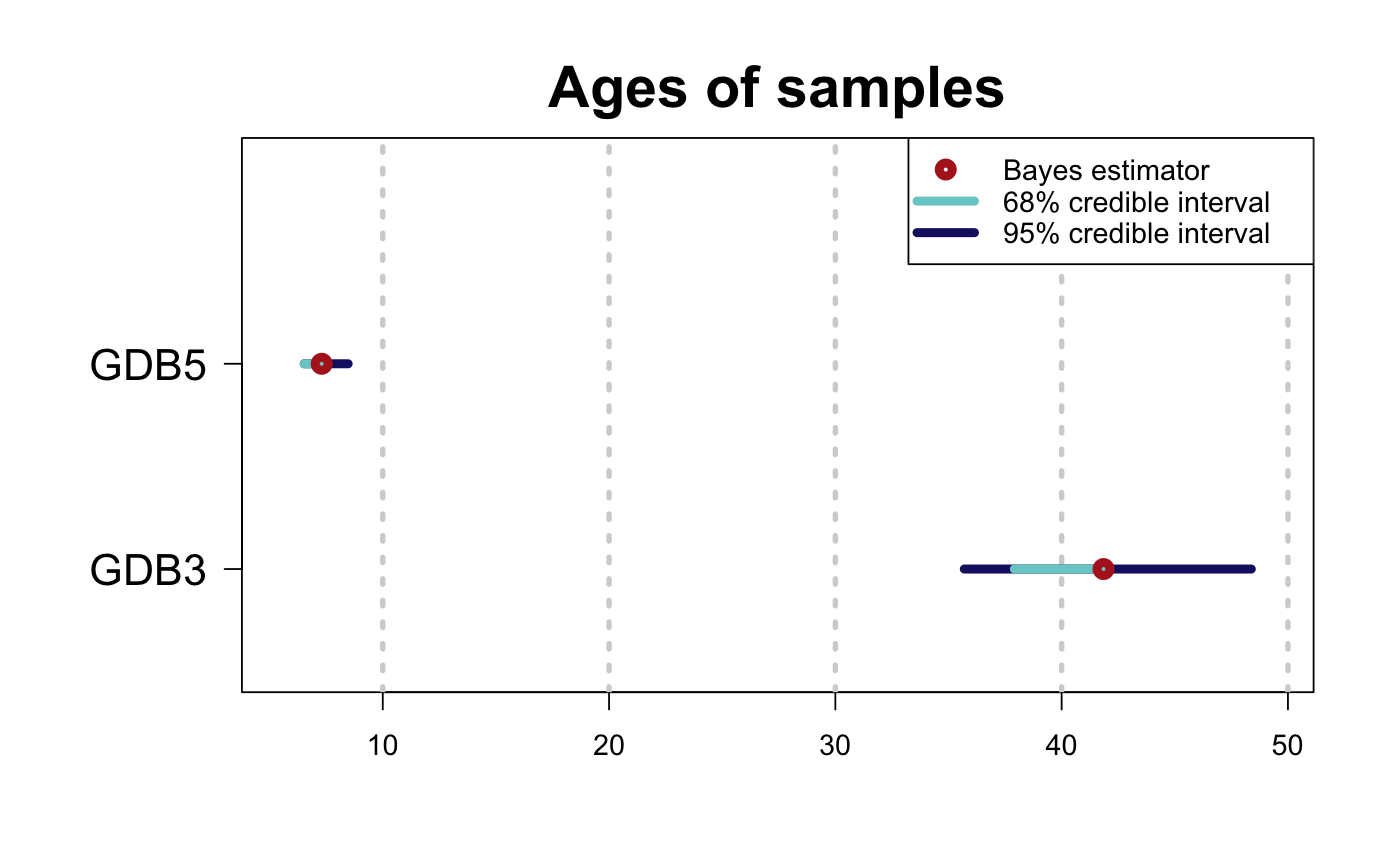 Ages of samples
Bayes estimator
68% credible interval
95% credible interval
GDB5
GDB3
10 20 30 40 50